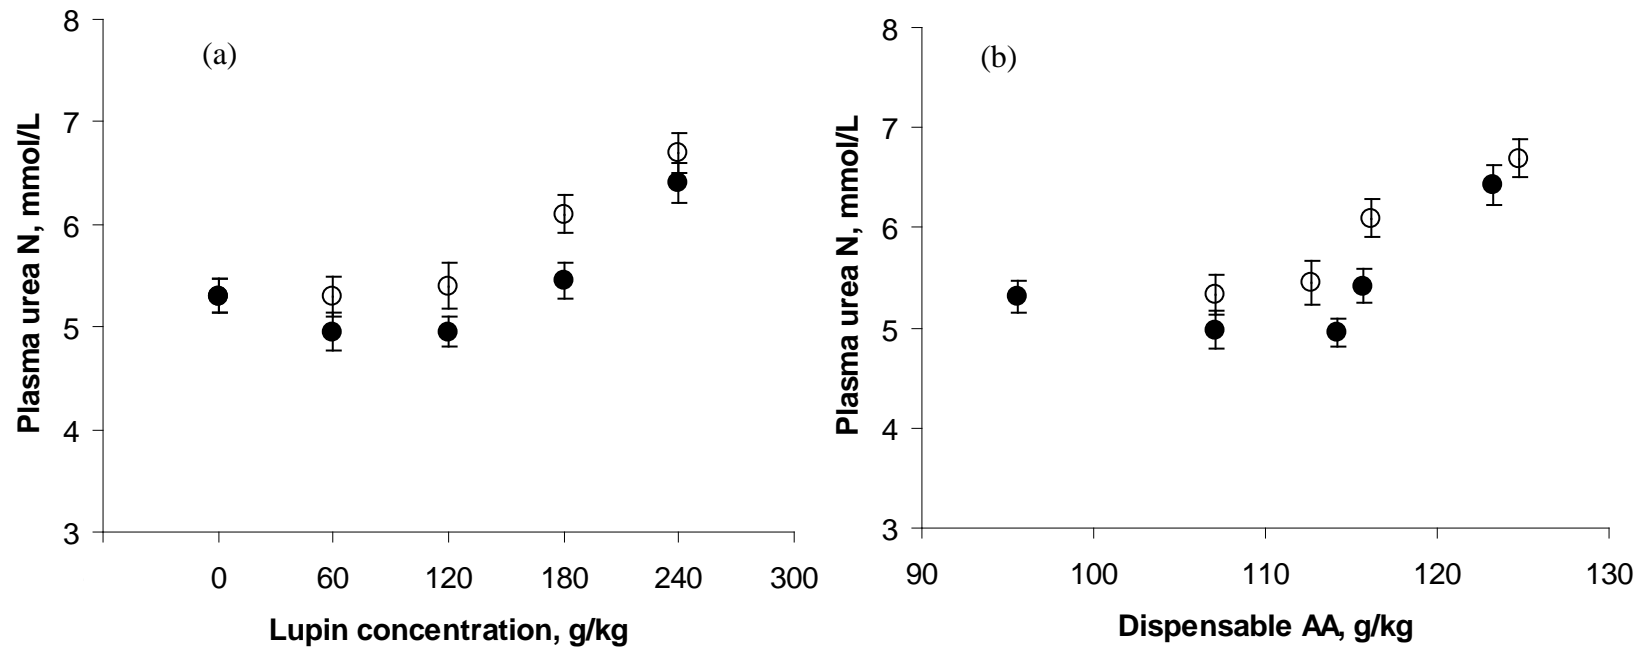 (a)
Plasma urea N, mmol/L
8
7
6
5
4
3
0 60 120 180 240 300
Lupin concentration, g/kg
(b)
Plasma urea N, mmol/L
8
7
6
5
4
3
90 100 110 120 130
Dispensable AA, g/kg